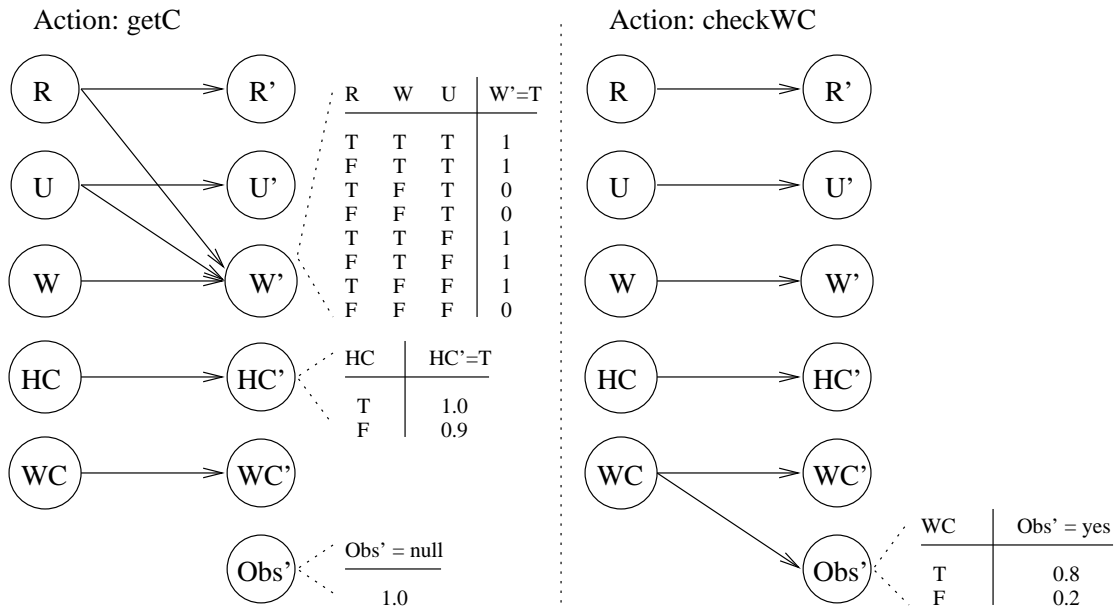 Action: getC
R R’
U U’
W W’
HC HC’
WC WC’
Obs’
R W U W’=T
T T T 1
F T T 1
T F T 0
F F T 0
T T F 1
F T F 1
T F F 1
F F F 0
HC HC’=T
T 1.0
F 0.9
Obs’ = null
1.0
Action: checkWC
R R’
U U’
W W’
HC HC’
WC WC’
Obs’
WC Obs’ = yes
T 0.8
F 0.2